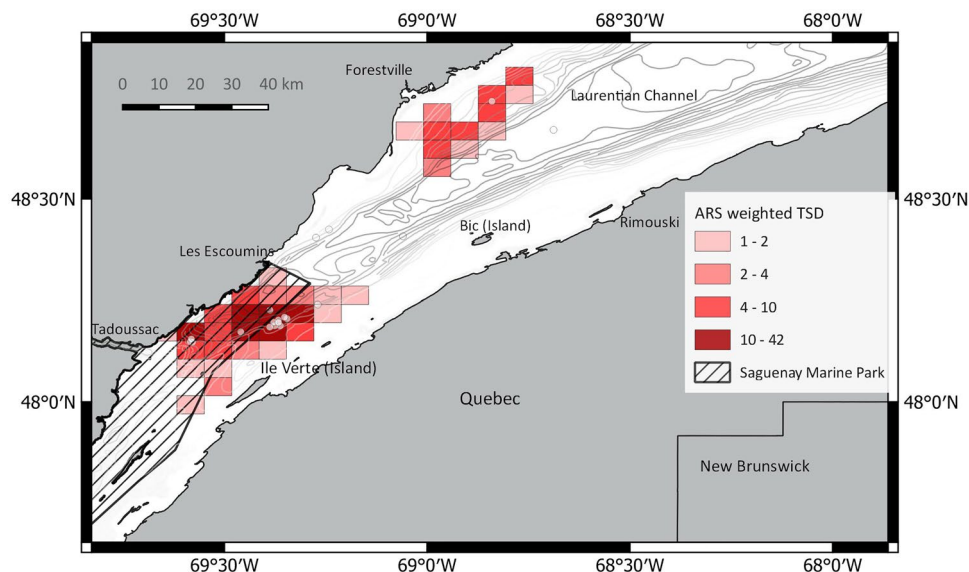 69°30'W 69°0'W 68°30'W 68°0'W
0 10 20 30 40 km
Forestville
Laurentian Channel
48°30'N
48°30'N
ARS weighted TSD
Rimouski
Bic (Island)
1 - 2
Les Escoumins
2 - 4
4 - 10
Tadoussac
10 - 42
Ile Verte (Island)
Saguenay Marine Park
48°0'N
Quebec
48°0'N
New Brunswick
69°30'W 69°0'W 68°30'W 68°0'W